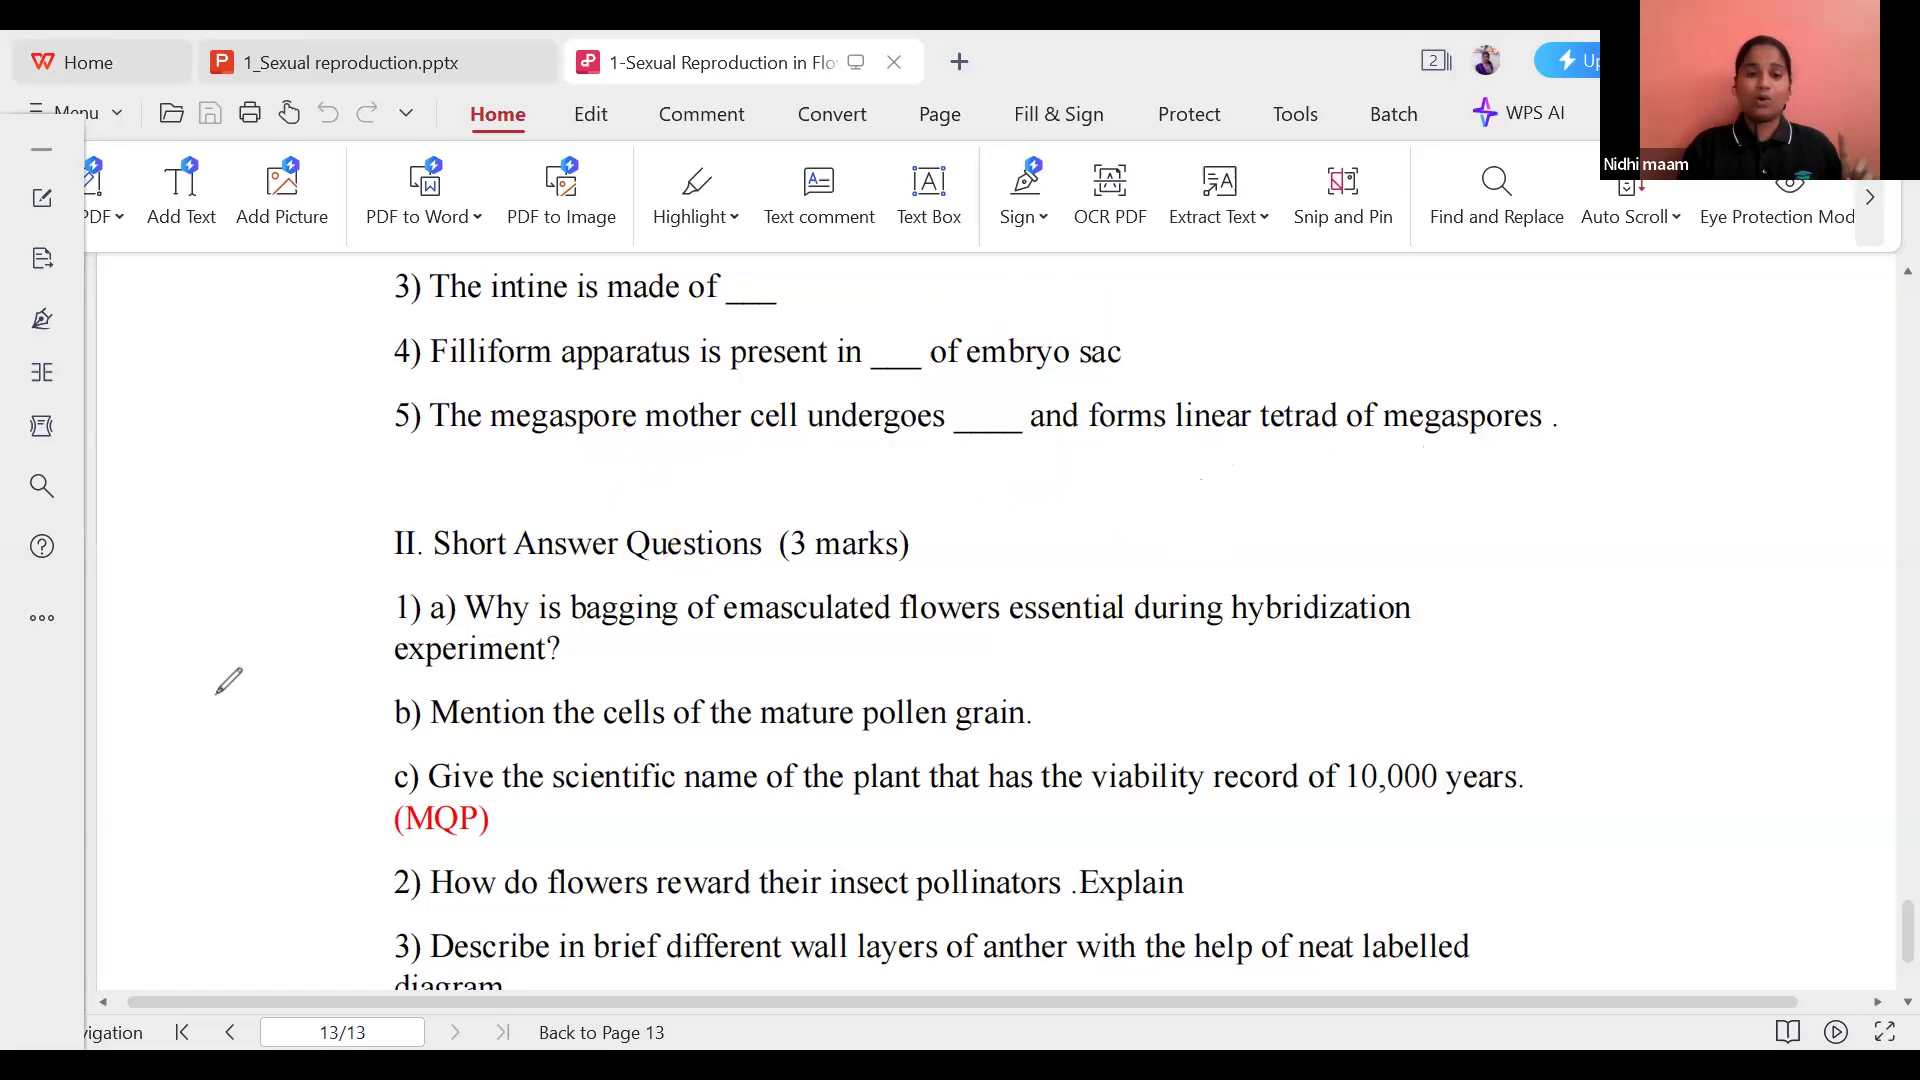 Home
1_Sexual reproduction.pptx
1-Sexual Reproduction in Flo
2
Menu
Home
Edit
Comment
Convert
Page
Fill & Sign
Protect
Tools
Batch
WPS AI
Nidhi maam
PDF
Add Text
Add Picture
PDF to Word
PDF to Image
Highlight
Text comment
Text Box
Sign
OCR PDF
Extract Text
Snip and Pin
Find and Replace
Auto Scroll
Eye Protection Mod
3) The intine is made of ___
4) Filliform apparatus is present in ___ of embryo sac
5) The megaspore mother cell undergoes ____ and forms linear tetrad of megaspores .
II. Short Answer Questions (3 marks)
1) a) Why is bagging of emasculated flowers essential during hybridization
experiment?
b) Mention the cells of the mature pollen grain.
c) Give the scientific name of the plant that has the viability record of 10,000 years.
(MQP)
2) How do flowers reward their insect pollinators .Explain
3) Describe in brief different wall layers of anther with the help of neat labelled
diagram
vigation
13/13
Back to Page 13